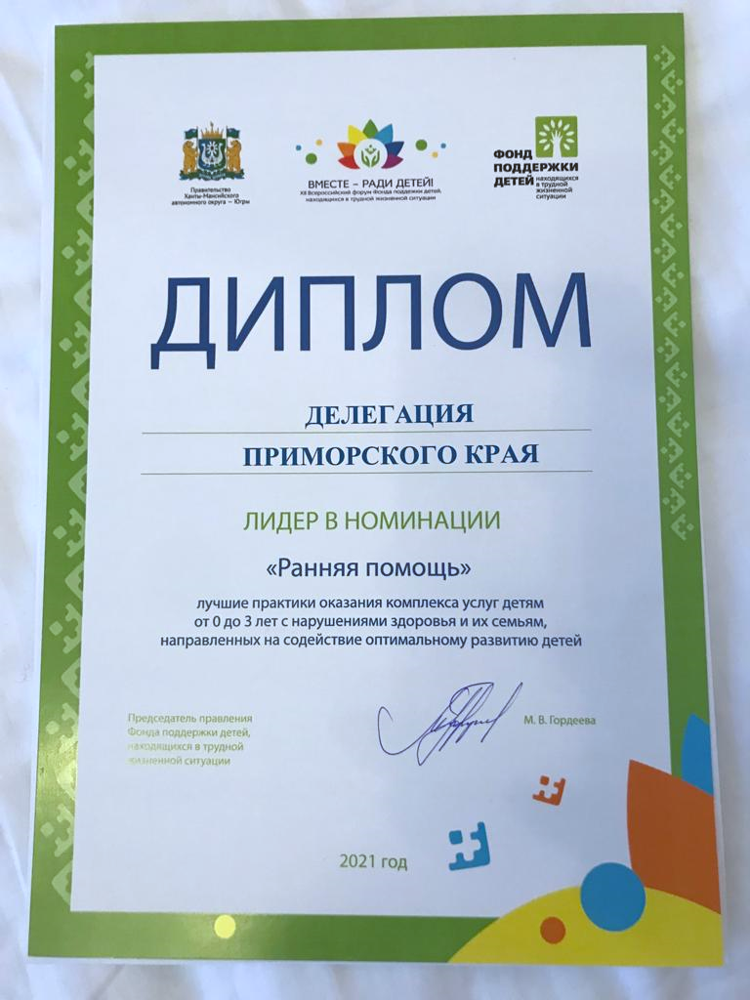 Правительство
Ханты-Мансийского
автономного округа – Югры
ВМЕСТЕ – РАДИ ДЕТЕЙ!
XII Всероссийский форум Фонда поддержки детей,
находящихся в трудной жизненной ситуации
ФОНД
ПОДДЕРЖКИ
ДЕТЕЙ находящихся
в трудной
жизненной
ситуации
ДИПЛОМ
ДЕЛЕГАЦИЯ
ПРИМОРСКОГО КРАЯ
ЛИДЕР В НОМИНАЦИИ
«Ранняя помощь»
лучшие практики оказания комплекса услуг детям
от 0 до 3 лет с нарушениями здоровья и их семьям,
направленных на содействие оптимальному развитию детей
Председатель правления
Фонда поддержки детей,
находящихся в трудной
жизненной ситуации
М. В. Гордеева
2021 год